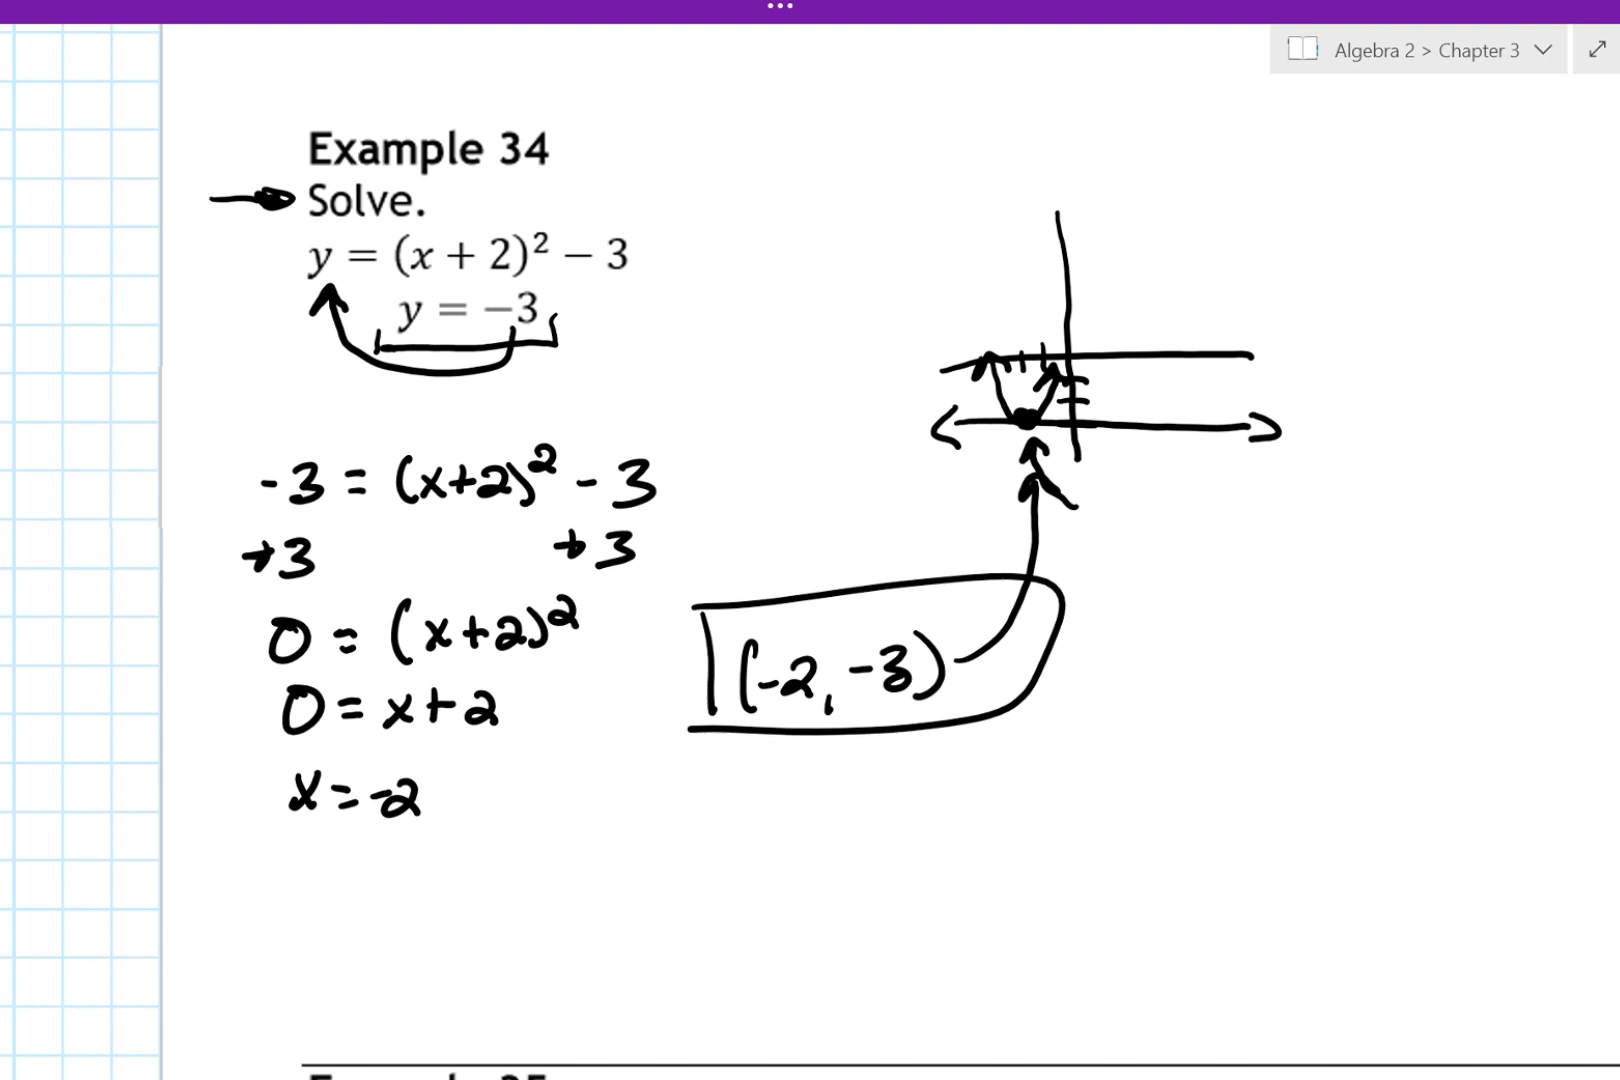 Algebra 2 > Chapter 3
Example 34
Solve.
y = (x + 2)² − 3
y = −3
-3 = (x+2)² - 3
+3 +3
0 = (x+2)²
0 = x+2
x = -2
(-2, -3)